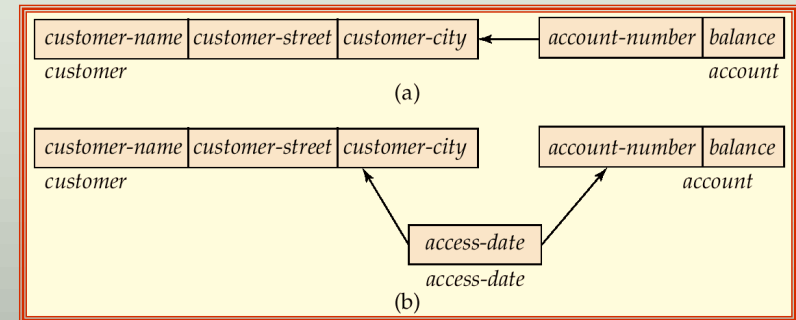 customer-name customer-street customer-city account-number balance
customer account
(a)
customer-name customer-street customer-city account-number balance
customer account
access-date
access-date
(b)